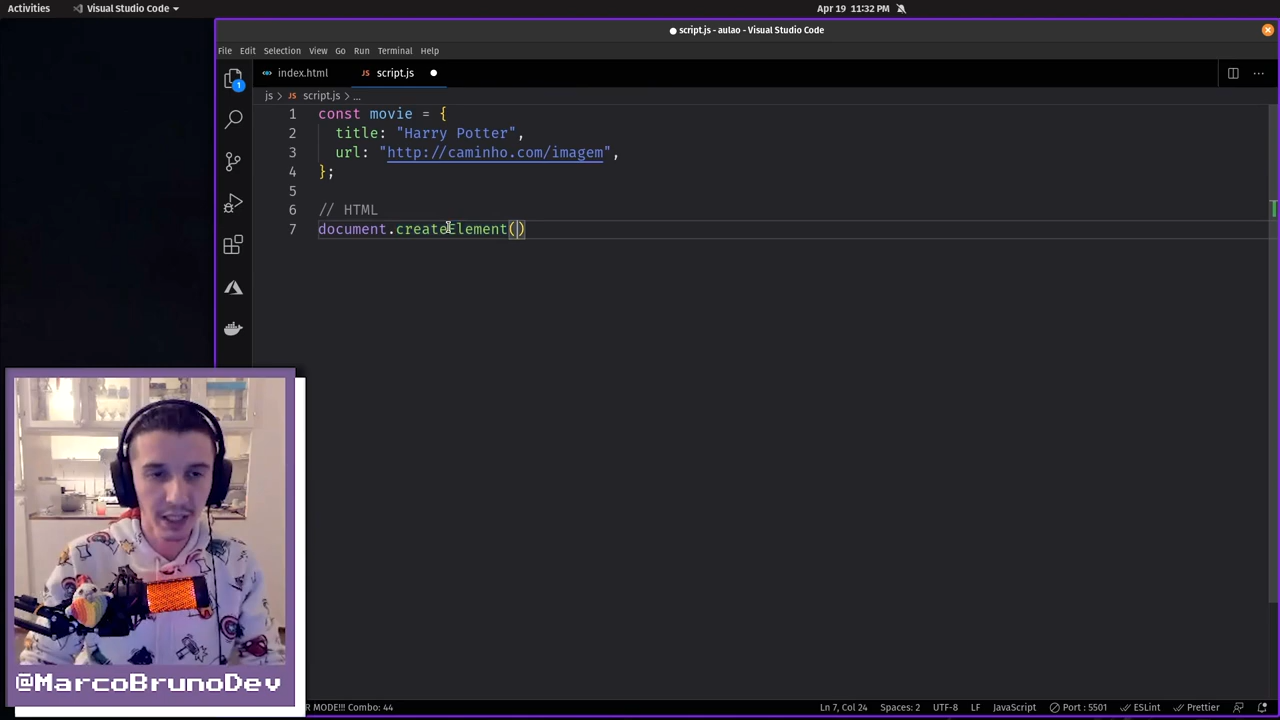 Activities
Visual Studio Code
Apr 19 11:32 PM
● script.js - aulao - Visual Studio Code
File Edit Selection View Go Run Terminal Help
1
index.html
JS script.js
js > JS script.js > ...
1 const movie = {
2 title: "Harry Potter",
3 url: "http://caminho.com/imagem",
4 };
5
6 // HTML
7 document.createElement()
@MarcoBrunoDev
R MODE!!! Combo: 44
Ln 7, Col 24 Spaces: 2 UTF-8 LF JavaScript Port : 5501 ESLint Prettier